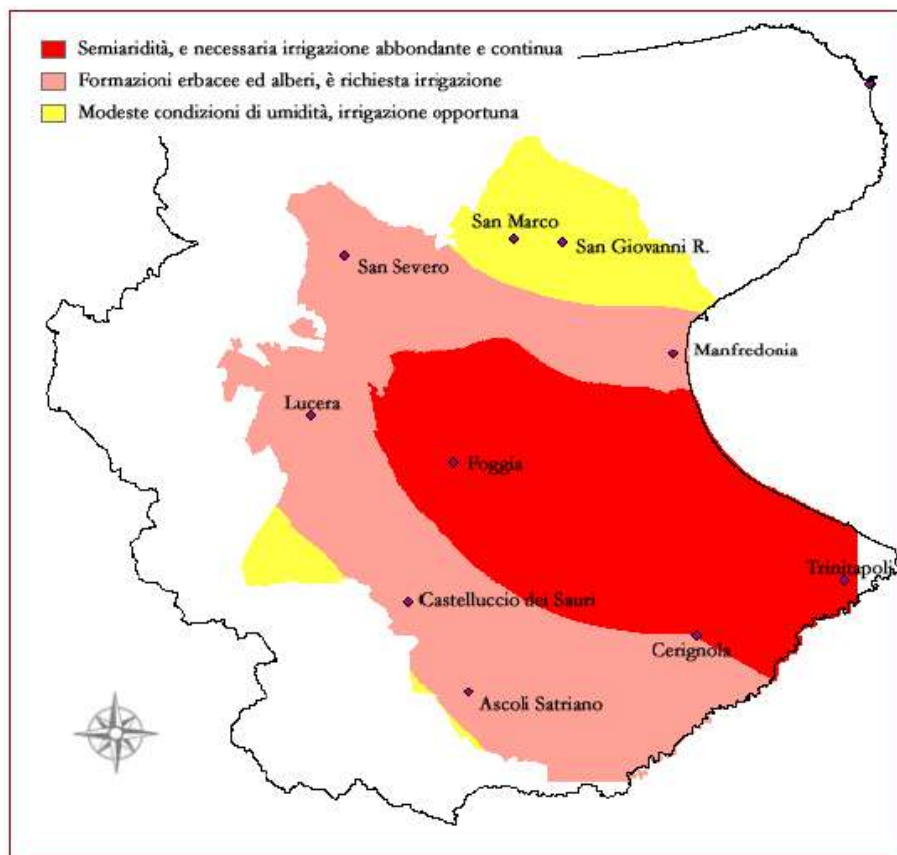 Semiaridità, e necessaria irrigazione abbondante e continua
Formazioni erbacee ed alberi, è richiesta irrigazione
Modeste condizioni di umidità, irrigazione opportuna
San Marco
San Giovanni R.
San Severo
Manfredonia
Lucera
Foggia
Trinitapoli
Castelluccio dei Sauri
Cerignola
Ascoli Satriano